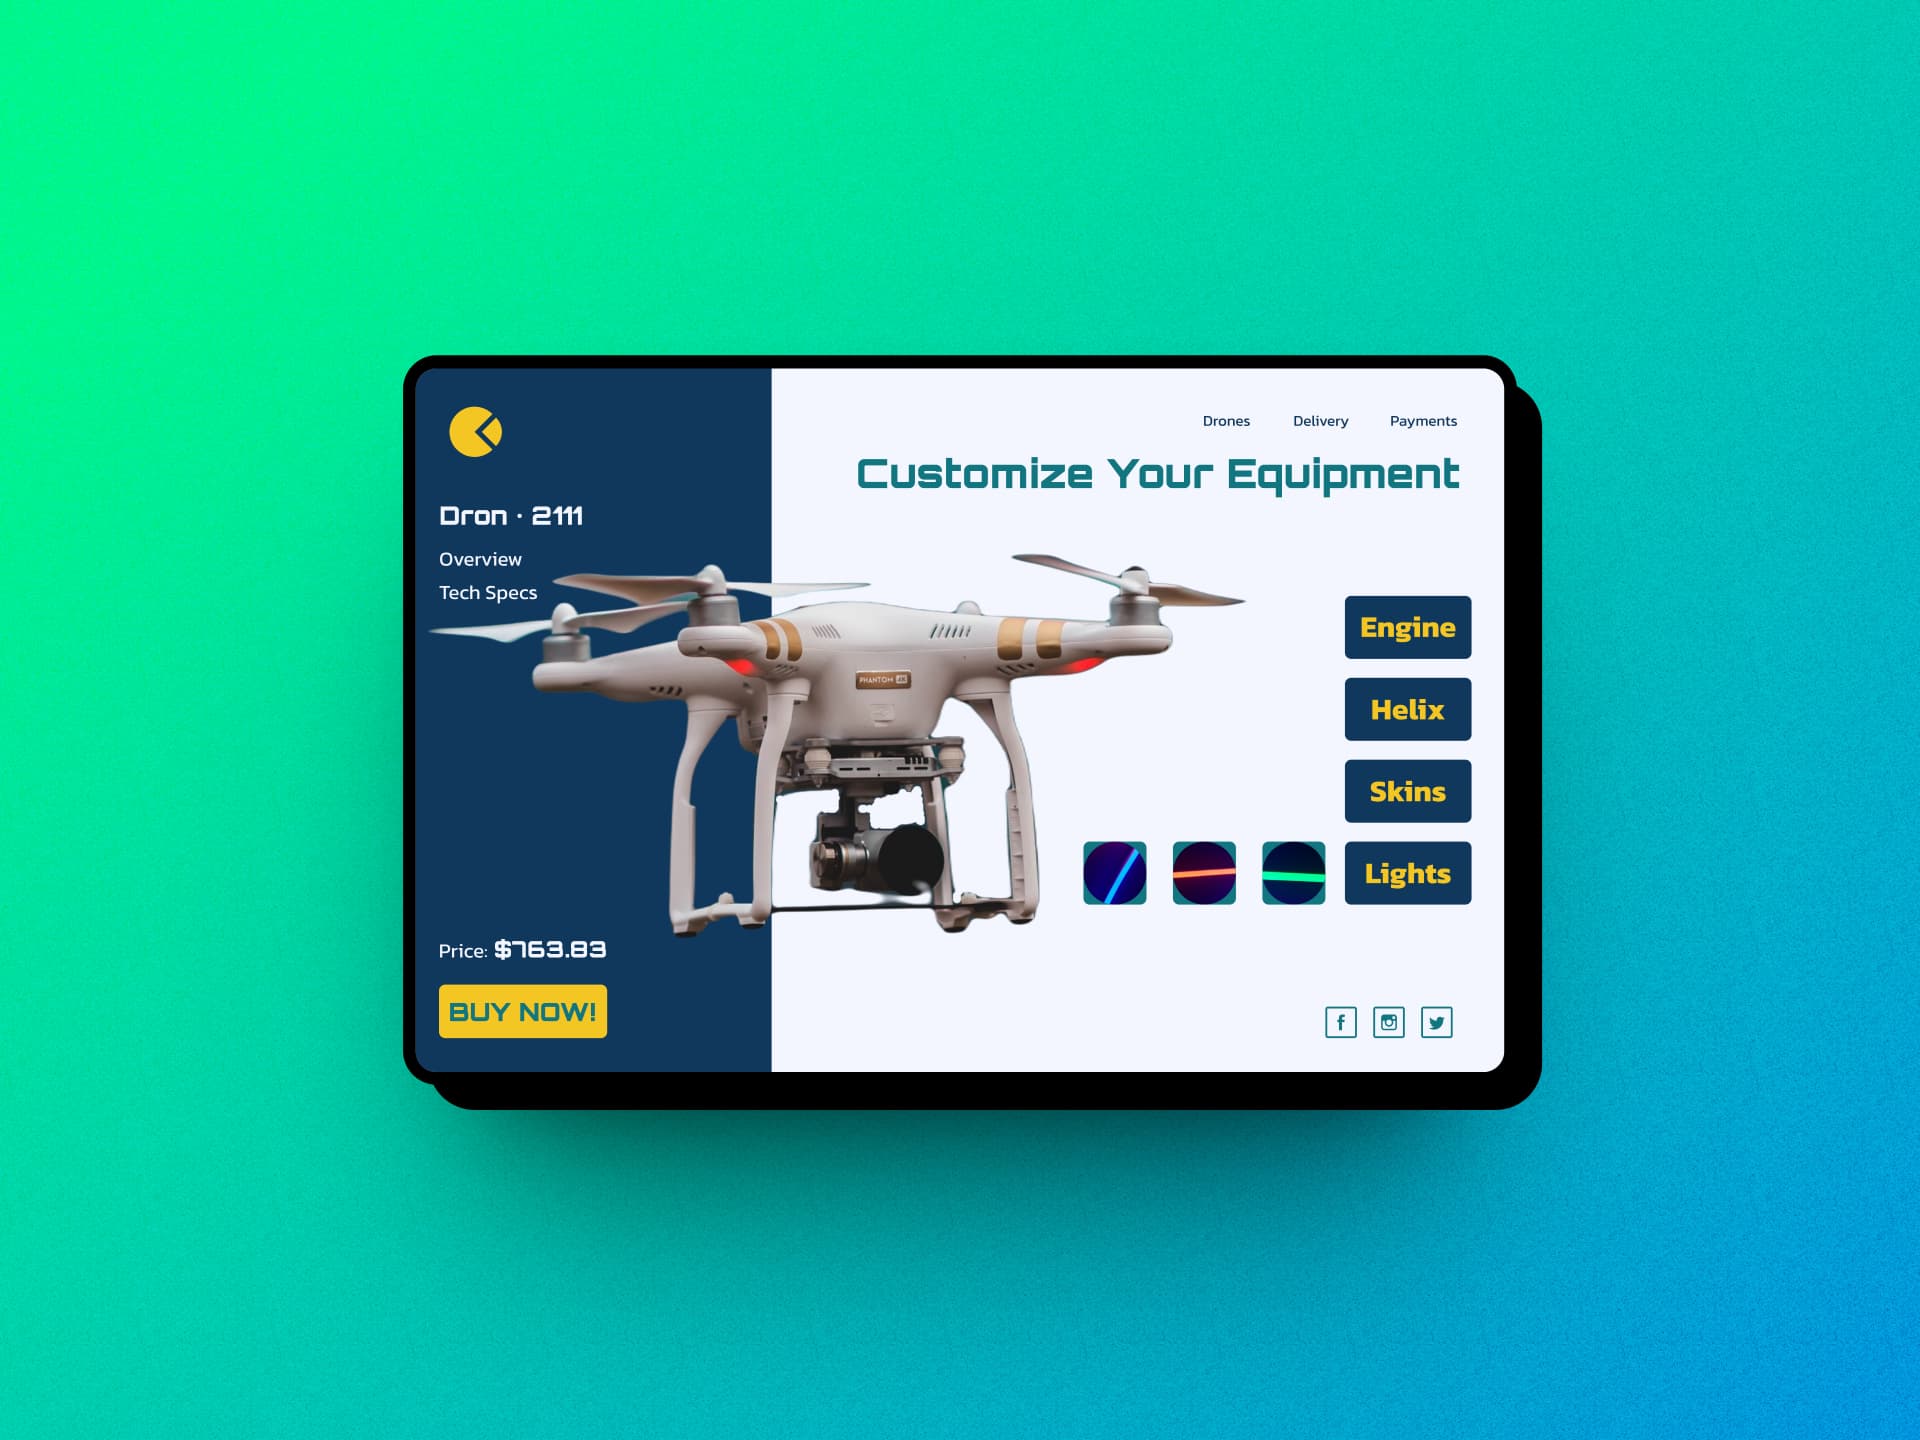 Drones Delivery Payments
Customize Your Equipment
Dron · 2111
Overview
Tech Specs
PHANTOM 4K
Engine
Helix
Skins
Lights
Price: $763.83
BUY NOW!